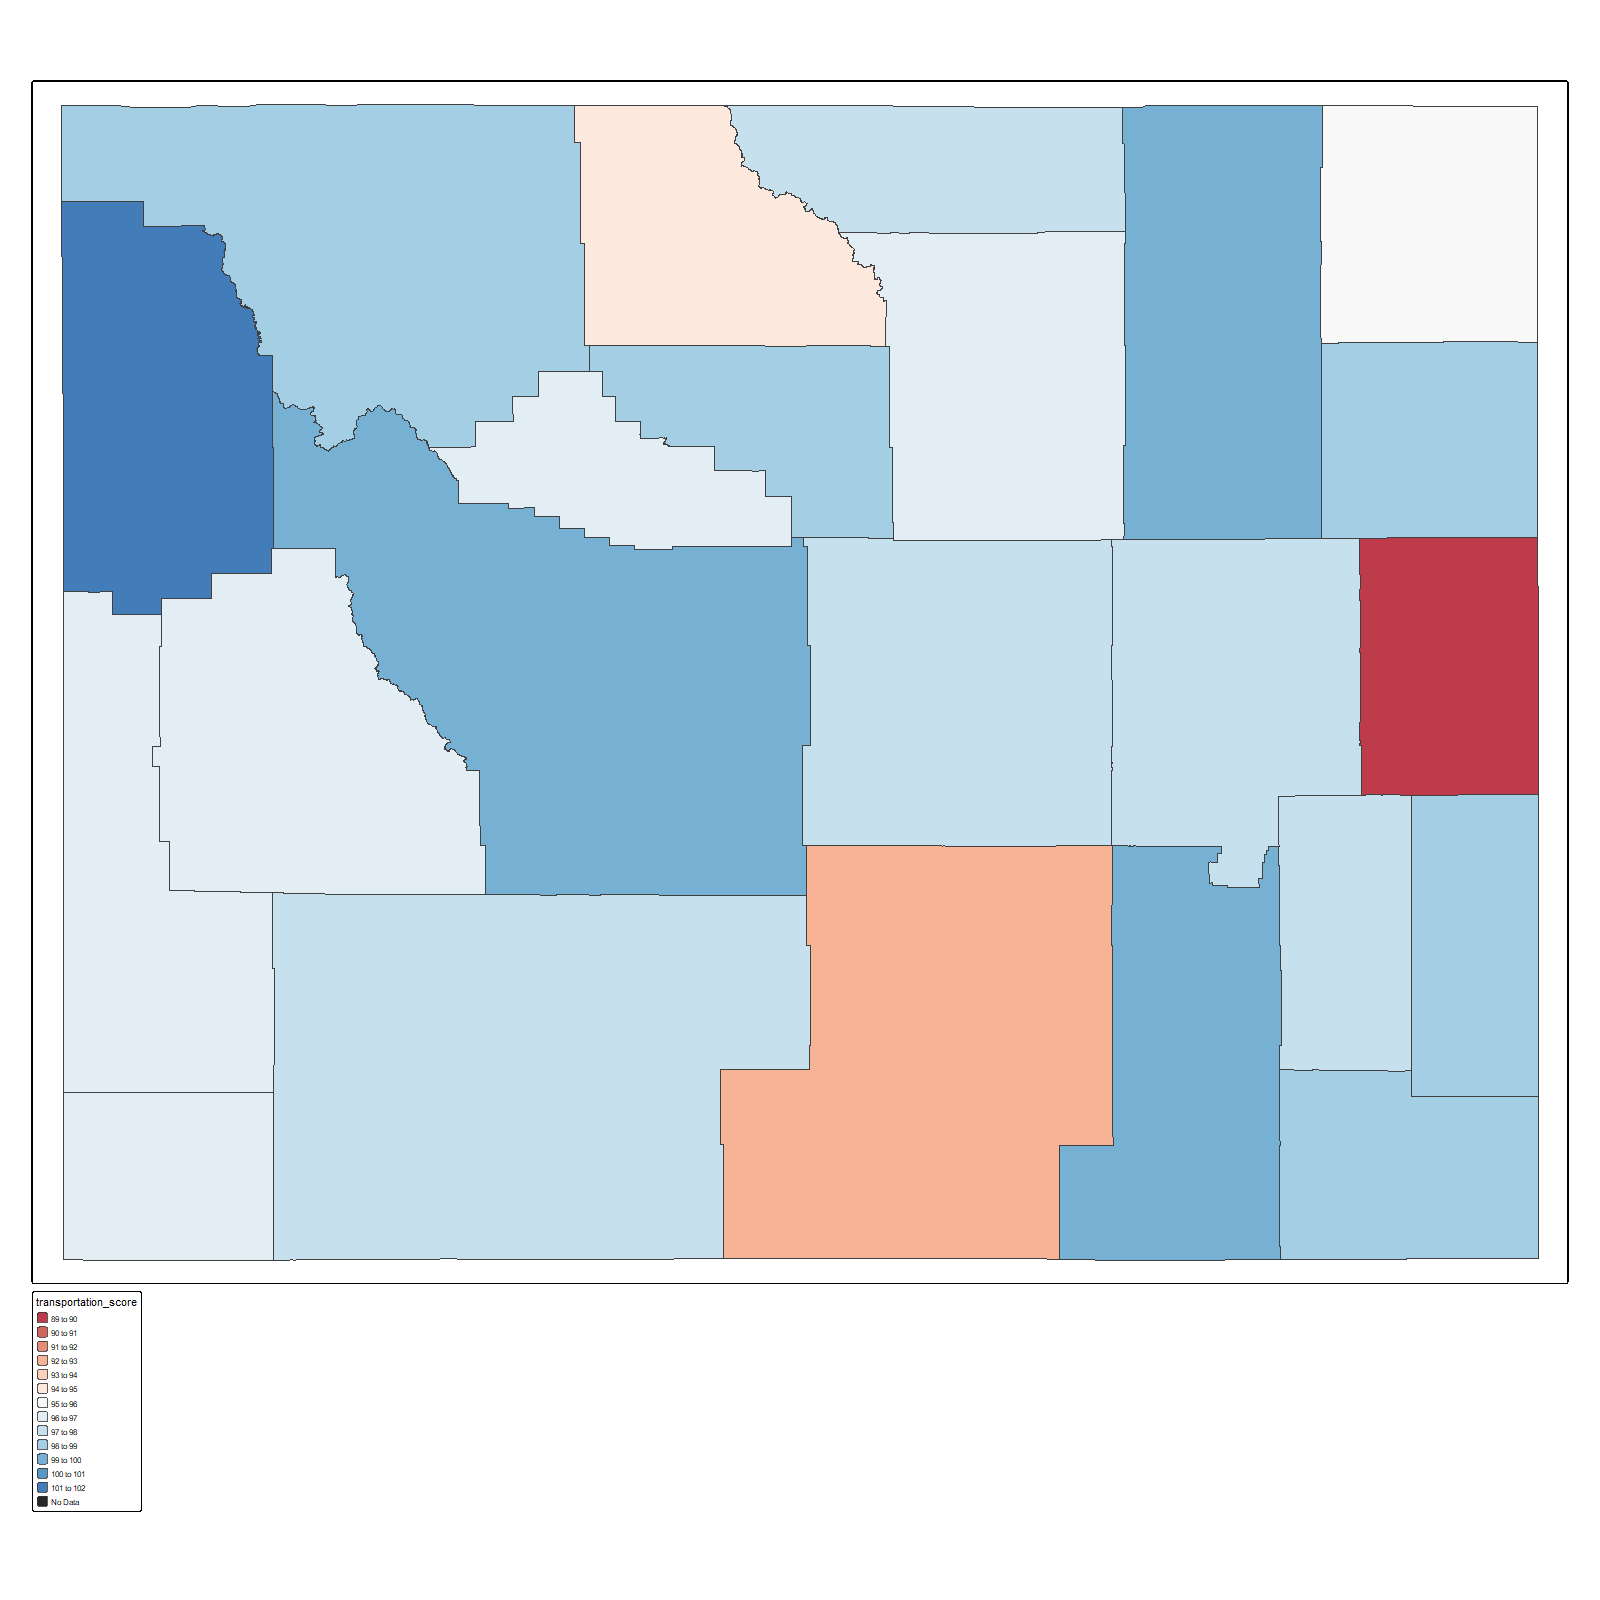 transportation_score
89 to 90
90 to 91
91 to 92
92 to 93
93 to 94
94 to 95
95 to 96
96 to 97
97 to 98
98 to 99
99 to 100
100 to 101
101 to 102
No Data